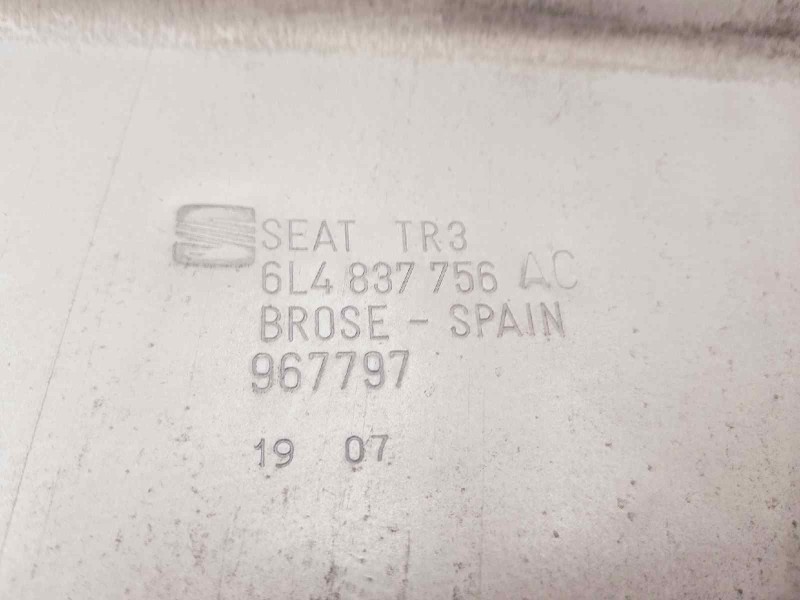 SEAT TR3
6L4 837 756 AC
BROSE - SPAIN
967797
19 07